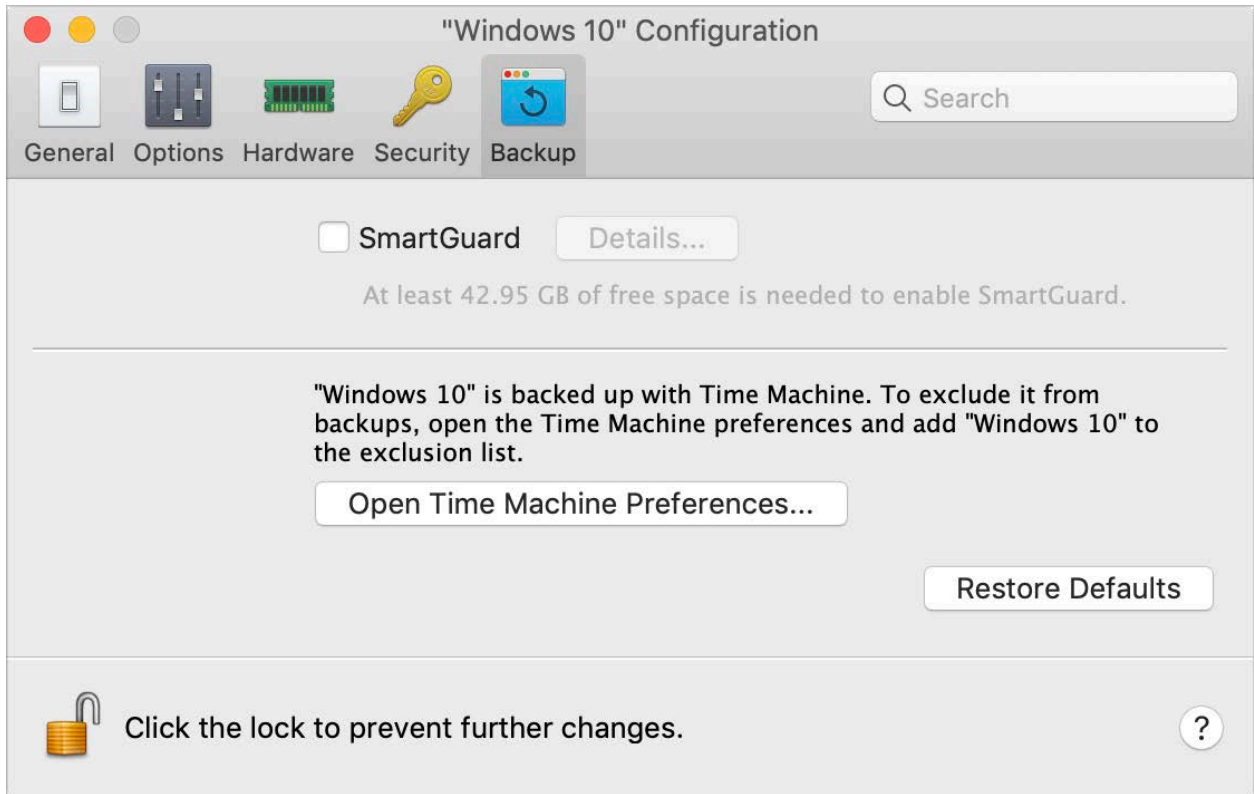 "Windows 10" Configuration
General Options Hardware Security Backup
Search
SmartGuard Details...
At least 42.95 GB of free space is needed to enable SmartGuard.
"Windows 10" is backed up with Time Machine. To exclude it from
backups, open the Time Machine preferences and add "Windows 10" to
the exclusion list.
Open Time Machine Preferences...
Restore Defaults
Click the lock to prevent further changes.
?